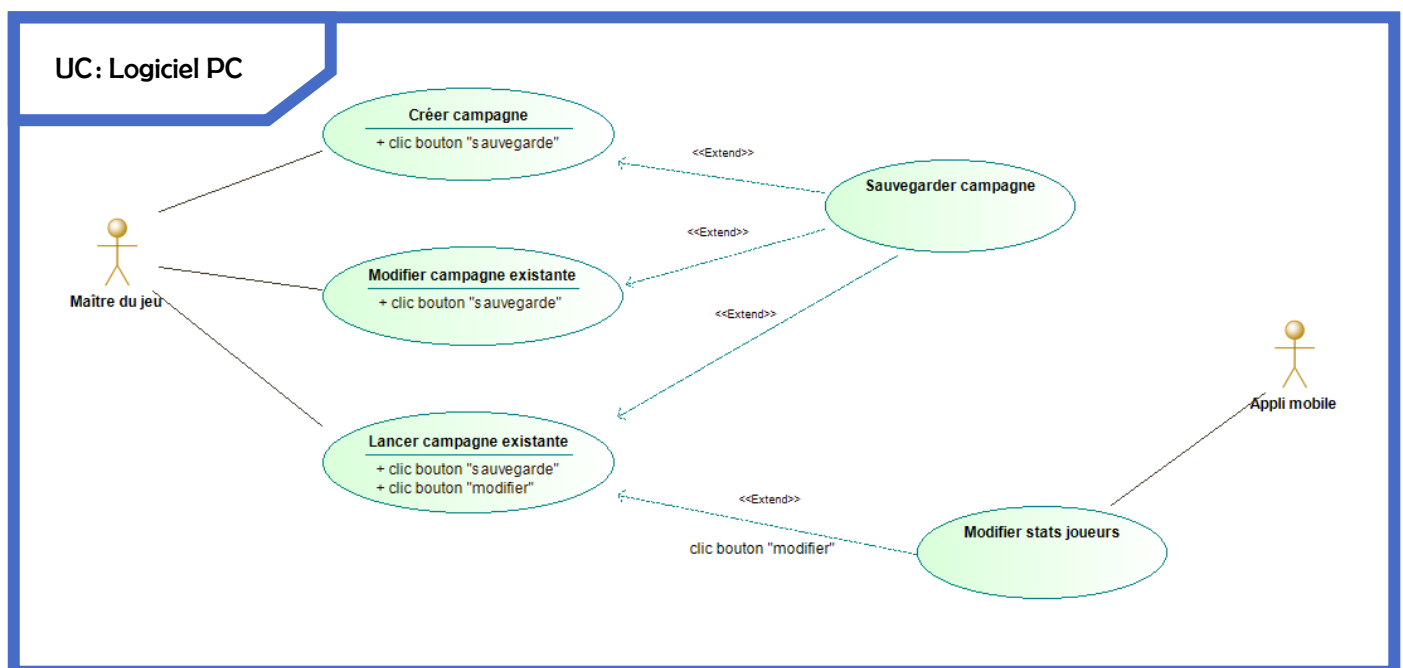 UC: Logiciel PC
Créer campagne
+ clic bouton "sauvegarde"
<<Extend>>
Sauvegarder campagne
<<Extend>>
Maître du jeu
Modifier campagne existante
+ clic bouton "sauvegarde"
<<Extend>>
Appli mobile
Lancer campagne existante
+ clic bouton "sauvegarde"
+ clic bouton "modifier"
<<Extend>>
clic bouton "modifier"
Modifier stats joueurs